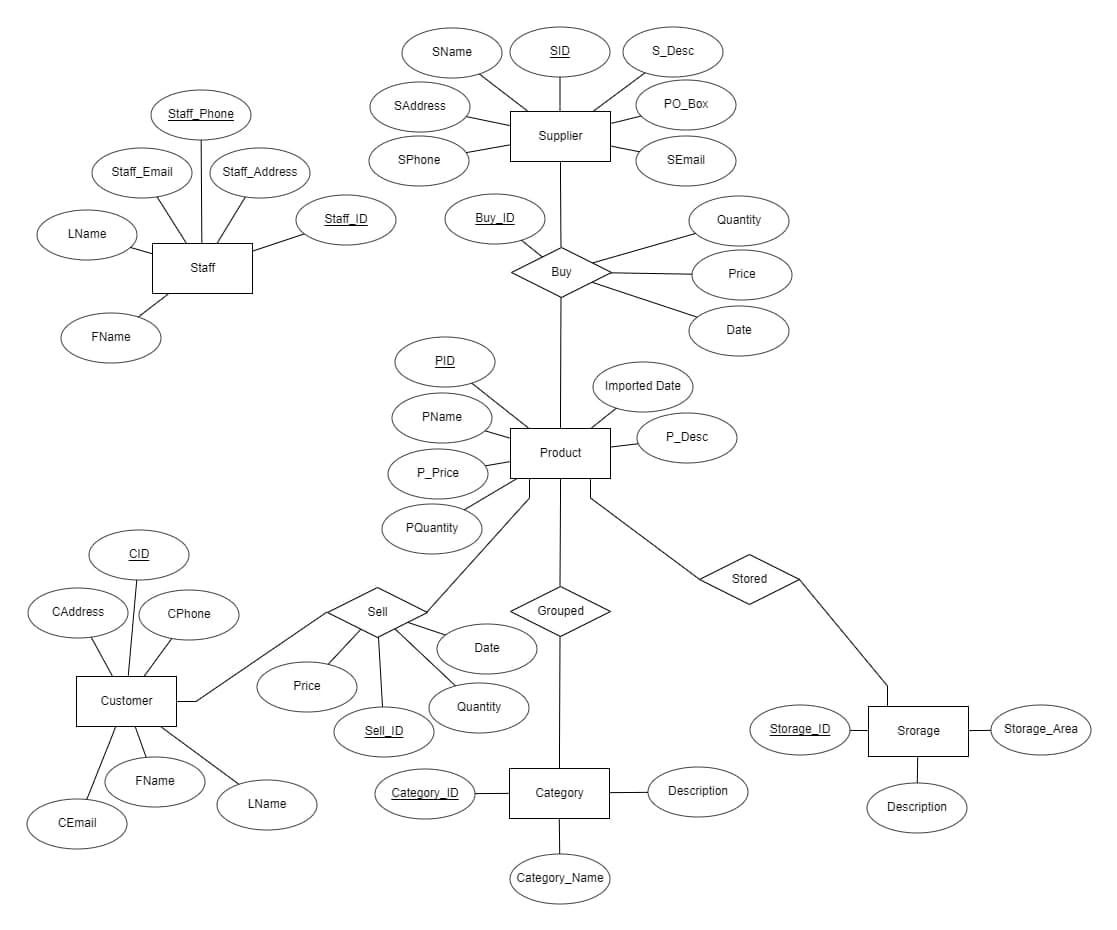 SName
SID
S_Desc
SAddress
PO_Box
Supplier
SPhone
SEmail
Staff_Phone
Staff_Email
Staff_Address
Staff_ID
LName
Staff
FName
Buy_ID
Quantity
Buy
Price
Date
PID
Imported Date
PName
P_Desc
Product
P_Price
PQuantity
CID
CAddress
CPhone
Sell
Grouped
Stored
Date
Price
Quantity
Sell_ID
Customer
FName
LName
CEmail
Storage_ID
Srorage
Storage_Area
Description
Category_ID
Category
Description
Category_Name